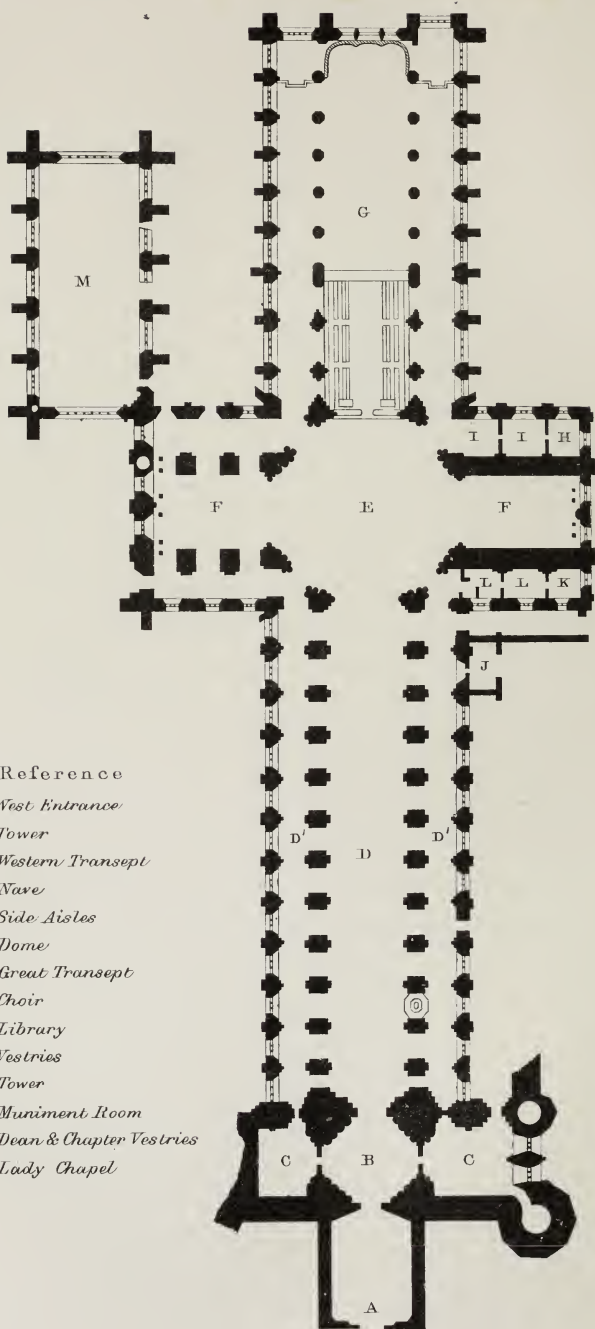 G
M
I I H
F E F
L L K
J
Reference
West Entrance
Tower
Western Transept
Nave
Side Aisles
Dome
Great Transept
Choir
Library
Vestries
Tower
Muniment Room
Dean & Chapter Vestries
Lady Chapel
D' D D'
C B C
A